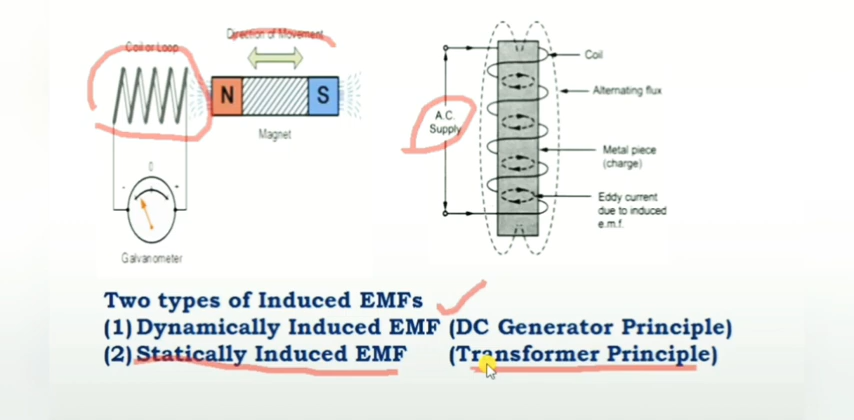 Direction of Movement
Coil or Loop
N
S
Magnet
0
-
+
Galvanometer
Coil
Alternating flux
A.C.
Supply
Metal piece
(charge)
Eddy current
due to induced
e.m.f.
Two types of Induced EMFs
(1) Dynamically Induced EMF (DC Generator Principle)
(2) Statically Induced EMF (Transformer Principle)